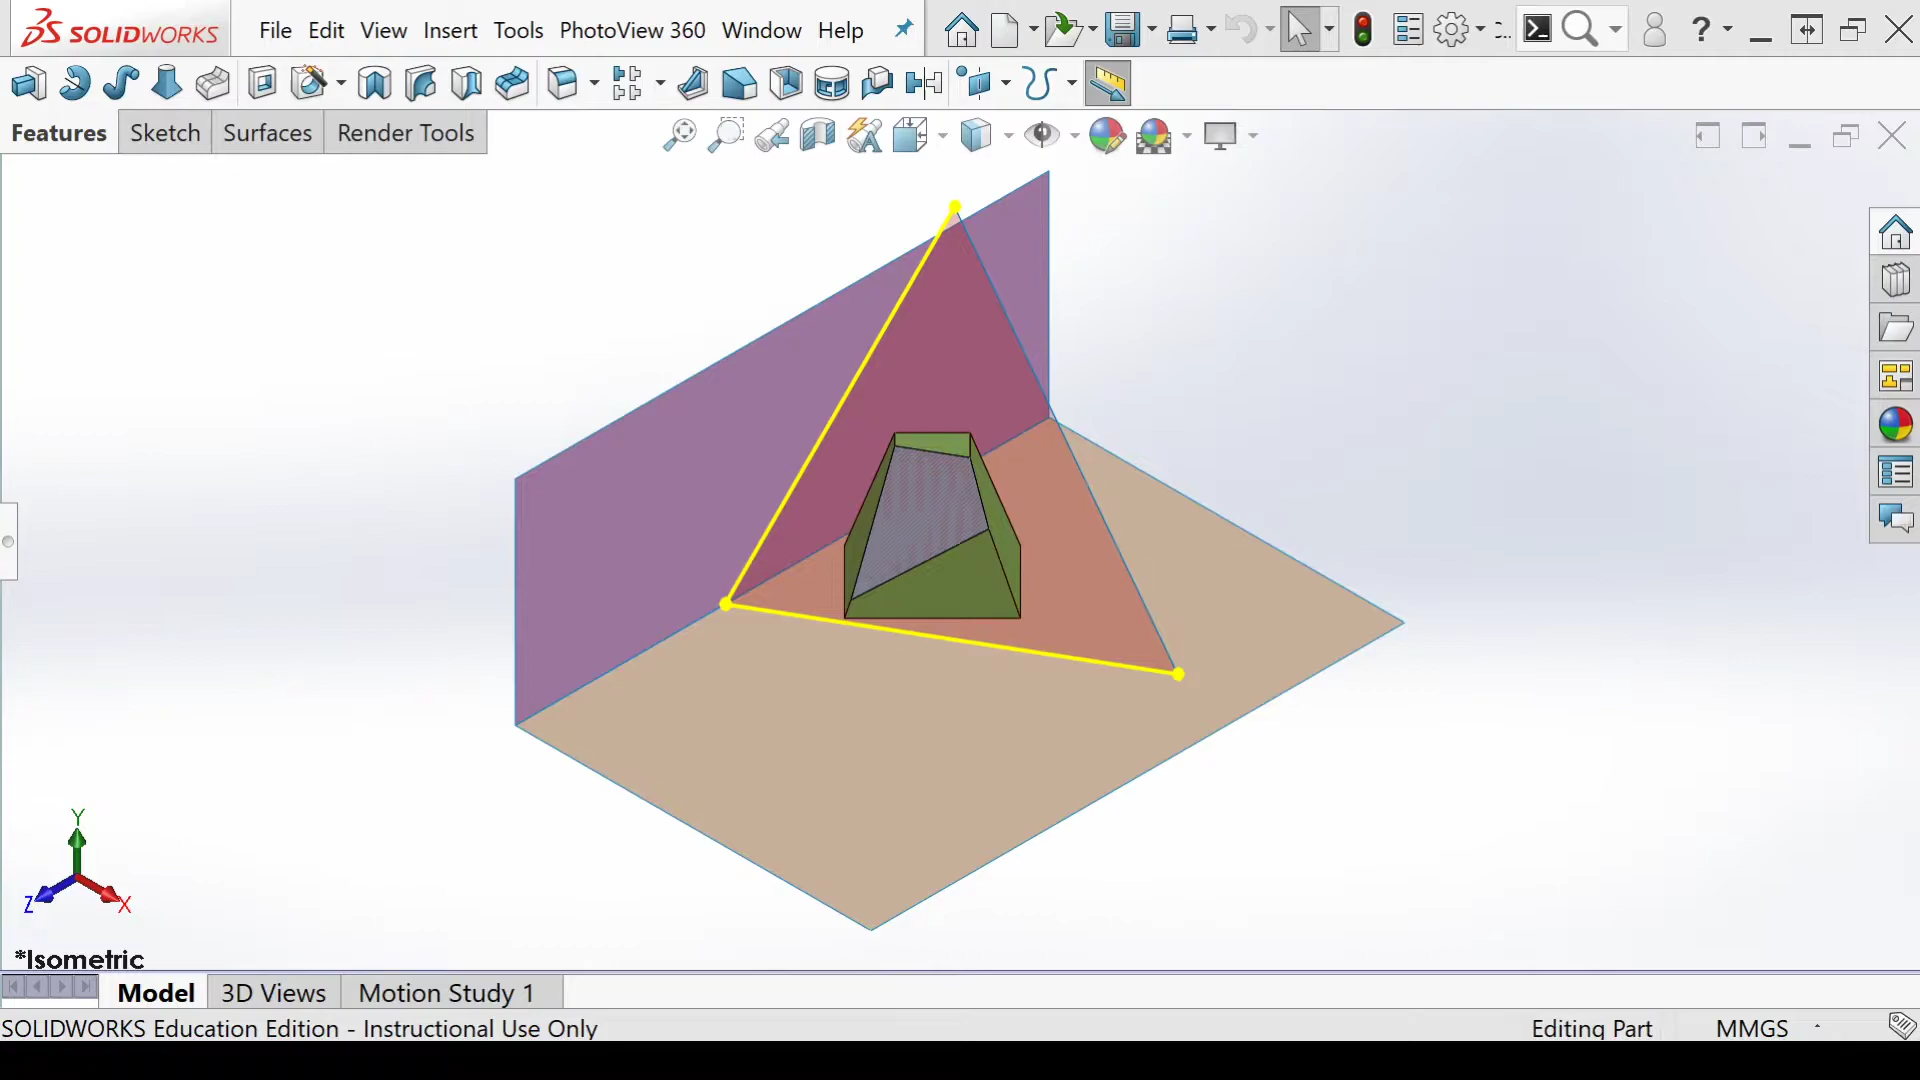 SOLIDWORKS File Edit View Insert Tools PhotoView 360 Window Help
Features Sketch Surfaces Render Tools
Y
Z X
*Isometric
Model 3D Views Motion Study 1
SOLIDWORKS Education Edition - Instructional Use Only Editing Part MMGS